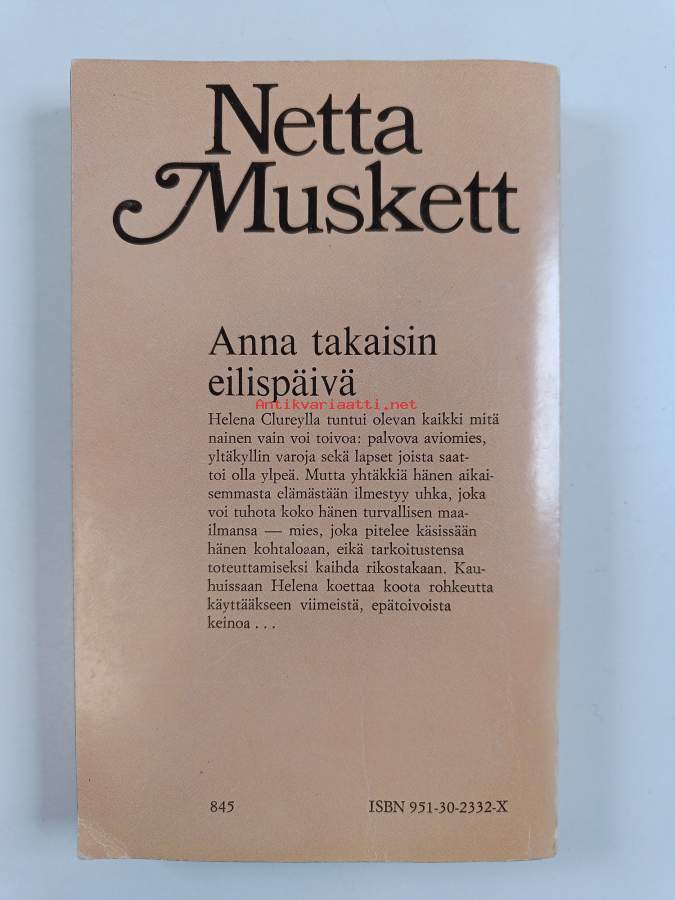 Netta
Muskett
Anna takaisin
eilispäivä
Antikvariaatti.net
Helena Clureylla tuntui olevan kaikki mitä
nainen vain voi toivoa: palvova aviomies,
yltäkyllin varoja sekä lapset joista saat-
toi olla ylpeä. Mutta yhtäkkiä hänen aikai-
semmasta elämästään ilmestyy uhka, joka
voi tuhota koko hänen turvallisen maa-
ilmansa — mies, joka pitelee käsissään
hänen kohtaloaan, eikä tarkoitustensa
toteuttamiseksi kaihda rikostakaan. Kau-
huissaan Helena koettaa koota rohkeutta
käyttääkseen viimeistä, epätoivoista
keinoa . . .
845 ISBN 951-30-2332-X